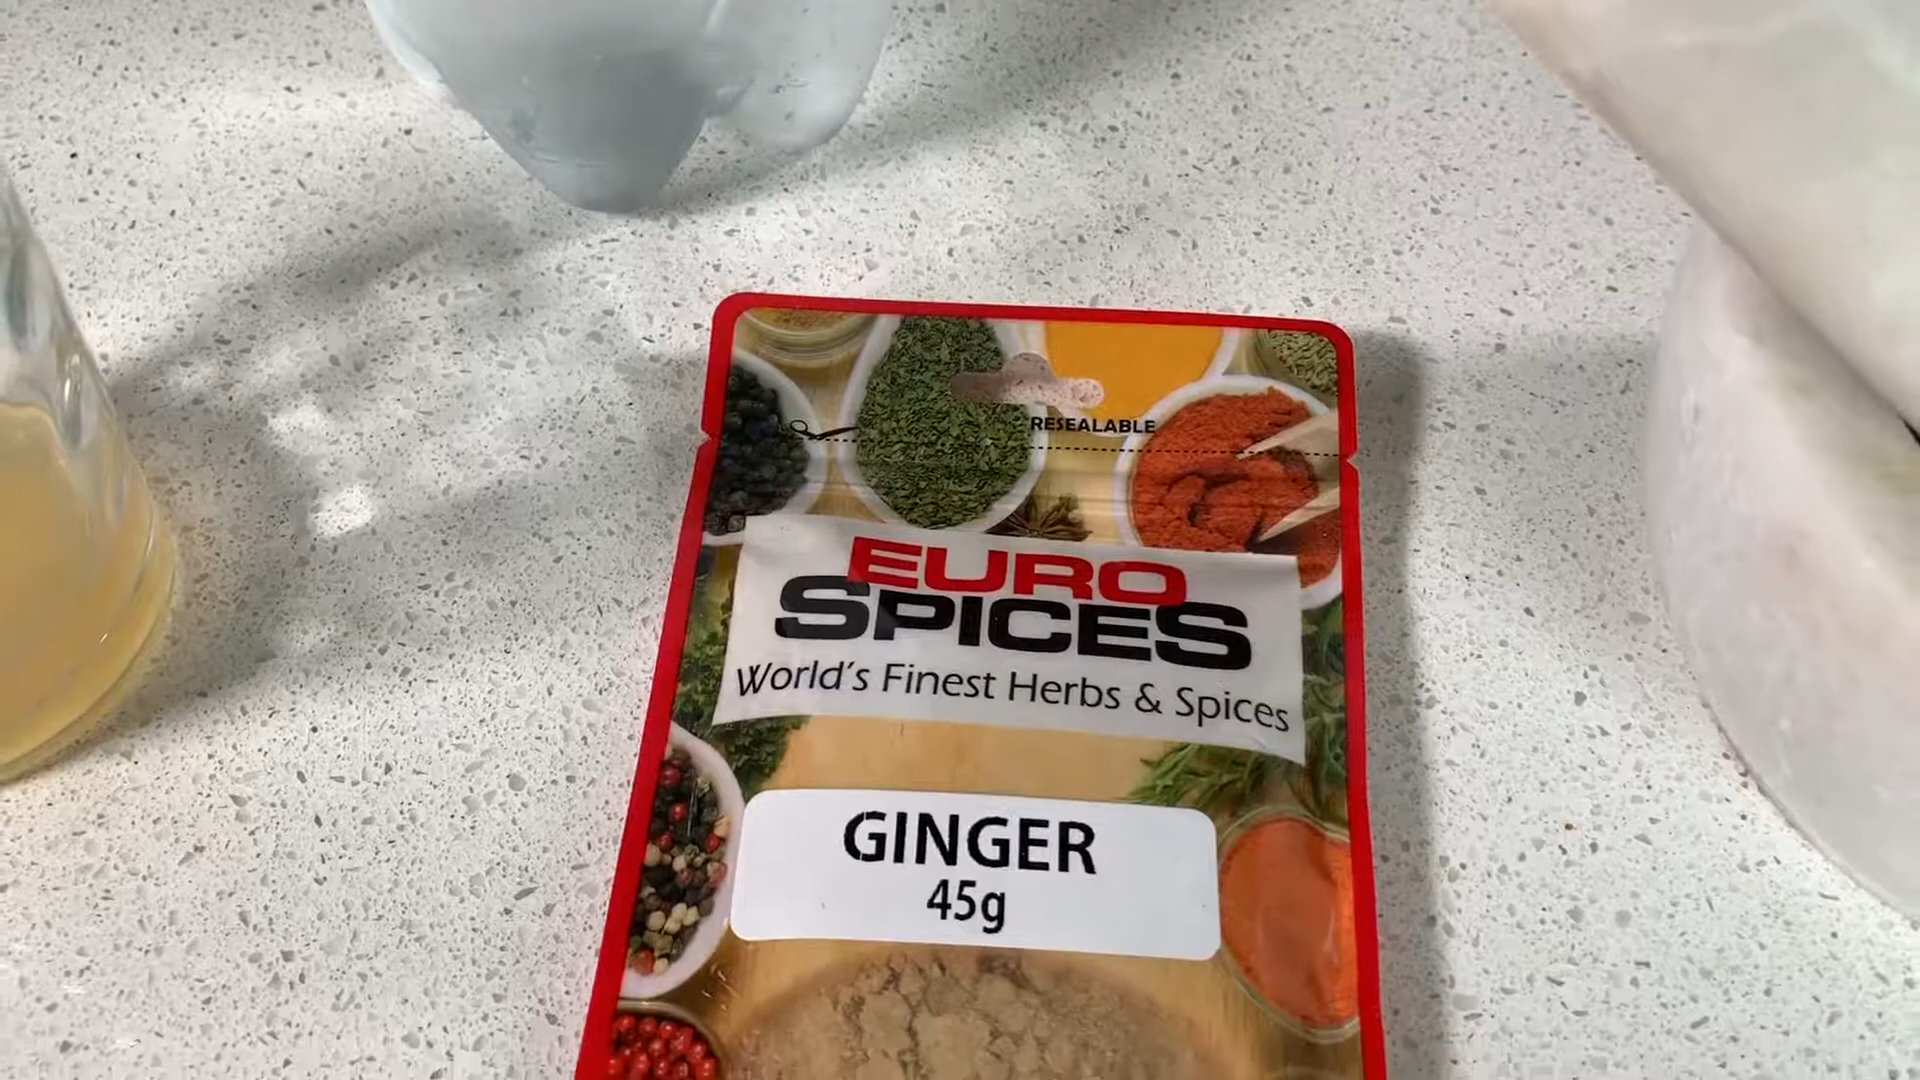 RESEALABLE
EURO
SPICES
World's Finest Herbs & Spices
GINGER
45g